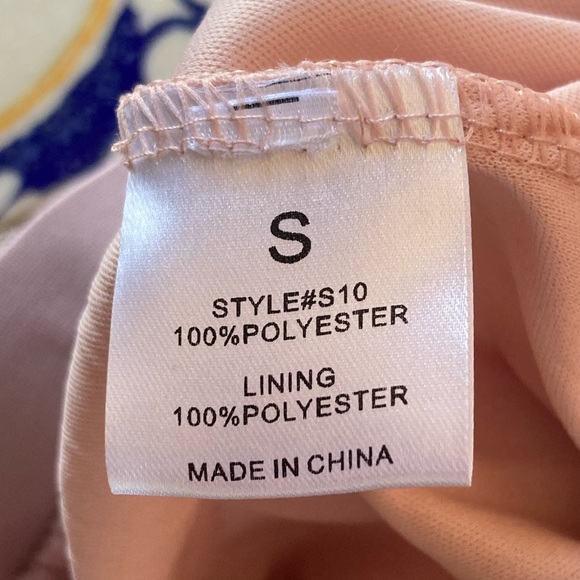 S
STYLE#S10
100%POLYESTER
LINING
100%POLYESTER
MADE IN CHINA